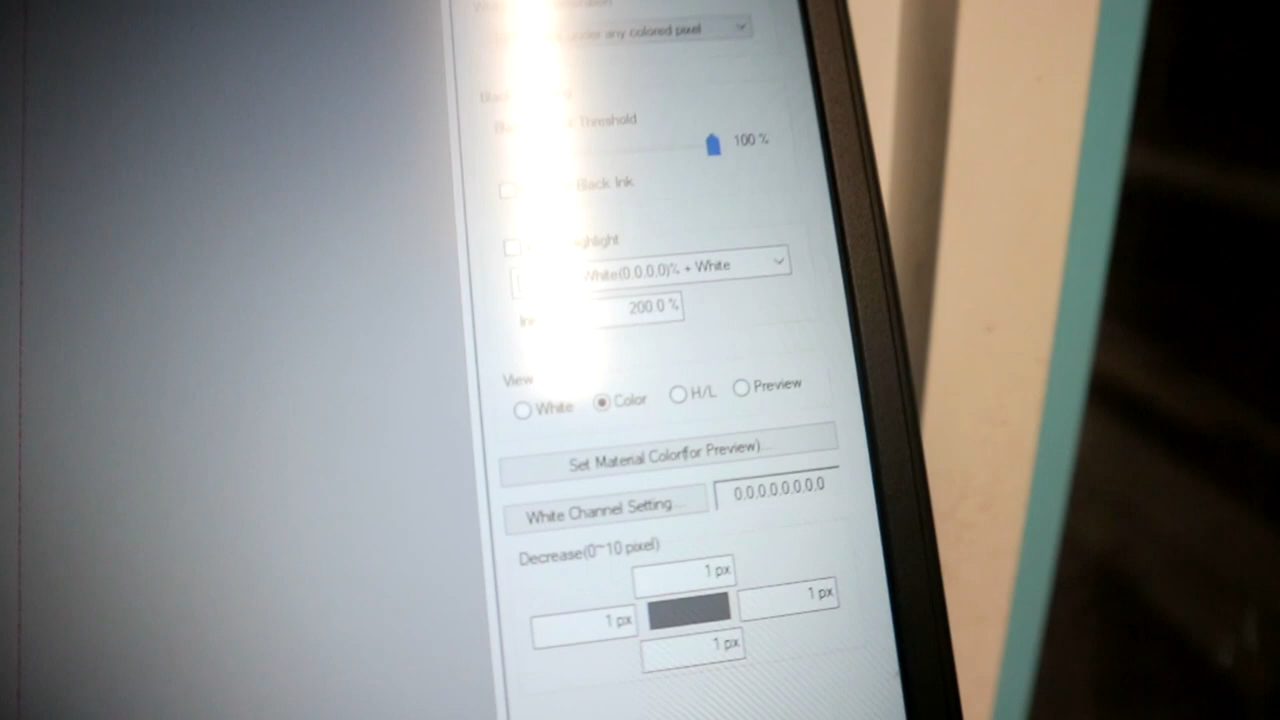 under any colored pixel
Threshold
100 %
Black Ink
White(0.0.0.0)% + White
200.0 %
View
White Color H/L Preview
Set Material Color(for Preview)...
White Channel Setting... 0,0,0,0,0,0,0,0
Decrease(0~10 pixel)
1 px
1 px 1 px
1 px